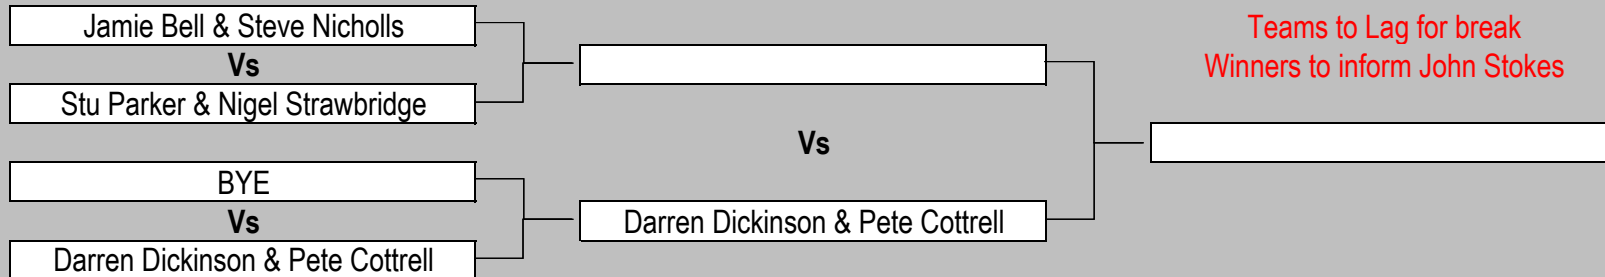 Jamie Bell & Steve Nicholls
Vs
Stu Parker & Nigel Strawbridge
BYE
Vs
Darren Dickinson & Pete Cottrell
Vs
Darren Dickinson & Pete Cottrell
Teams to Lag for break
Winners to inform John Stokes